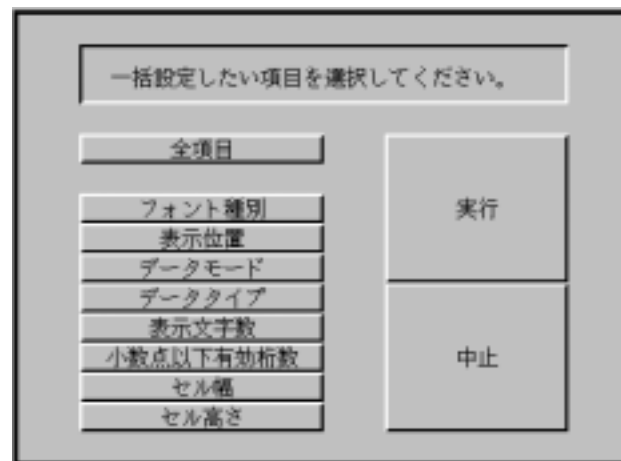 一括設定したい項目を選択してください。
全項目
フォント種別
表示位置
データモード
データタイプ
表示文字数
小数点以下有効桁数
セル幅
セル高さ
実行
中止